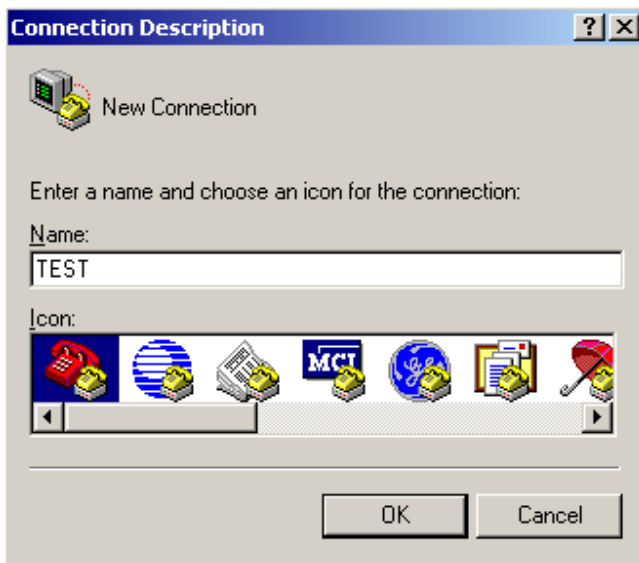 Connection Description
New Connection
Enter a name and choose an icon for the connection:
Name:
TEST
Icon:
MCI
OK Cancel